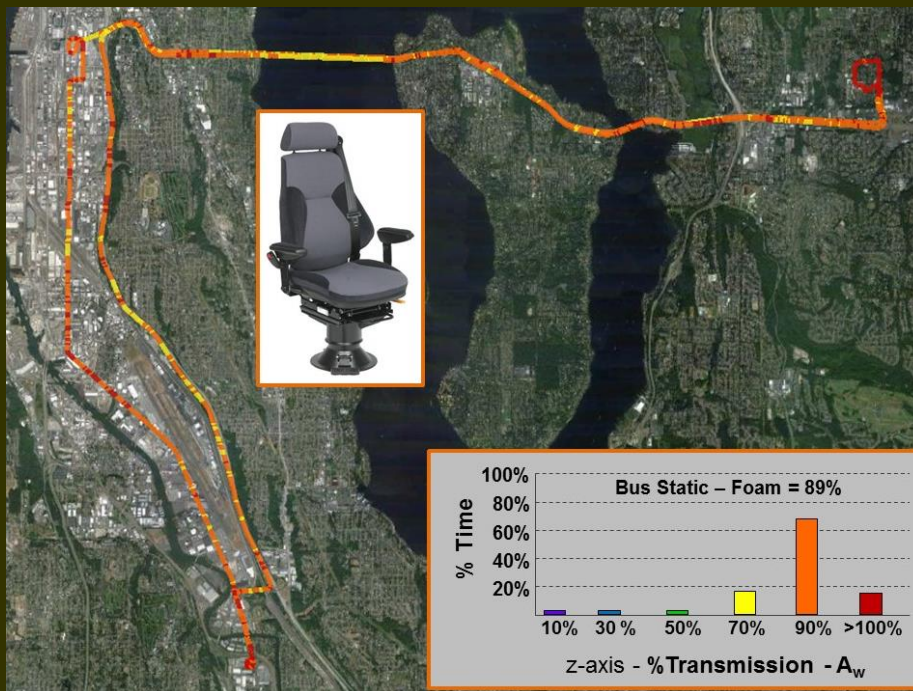 100%
80%
60%
40%
20%
% Time
Bus Static – Foam = 89%
10% 30 % 50% 70% 90% >100%
z-axis - %Transmission - Aw